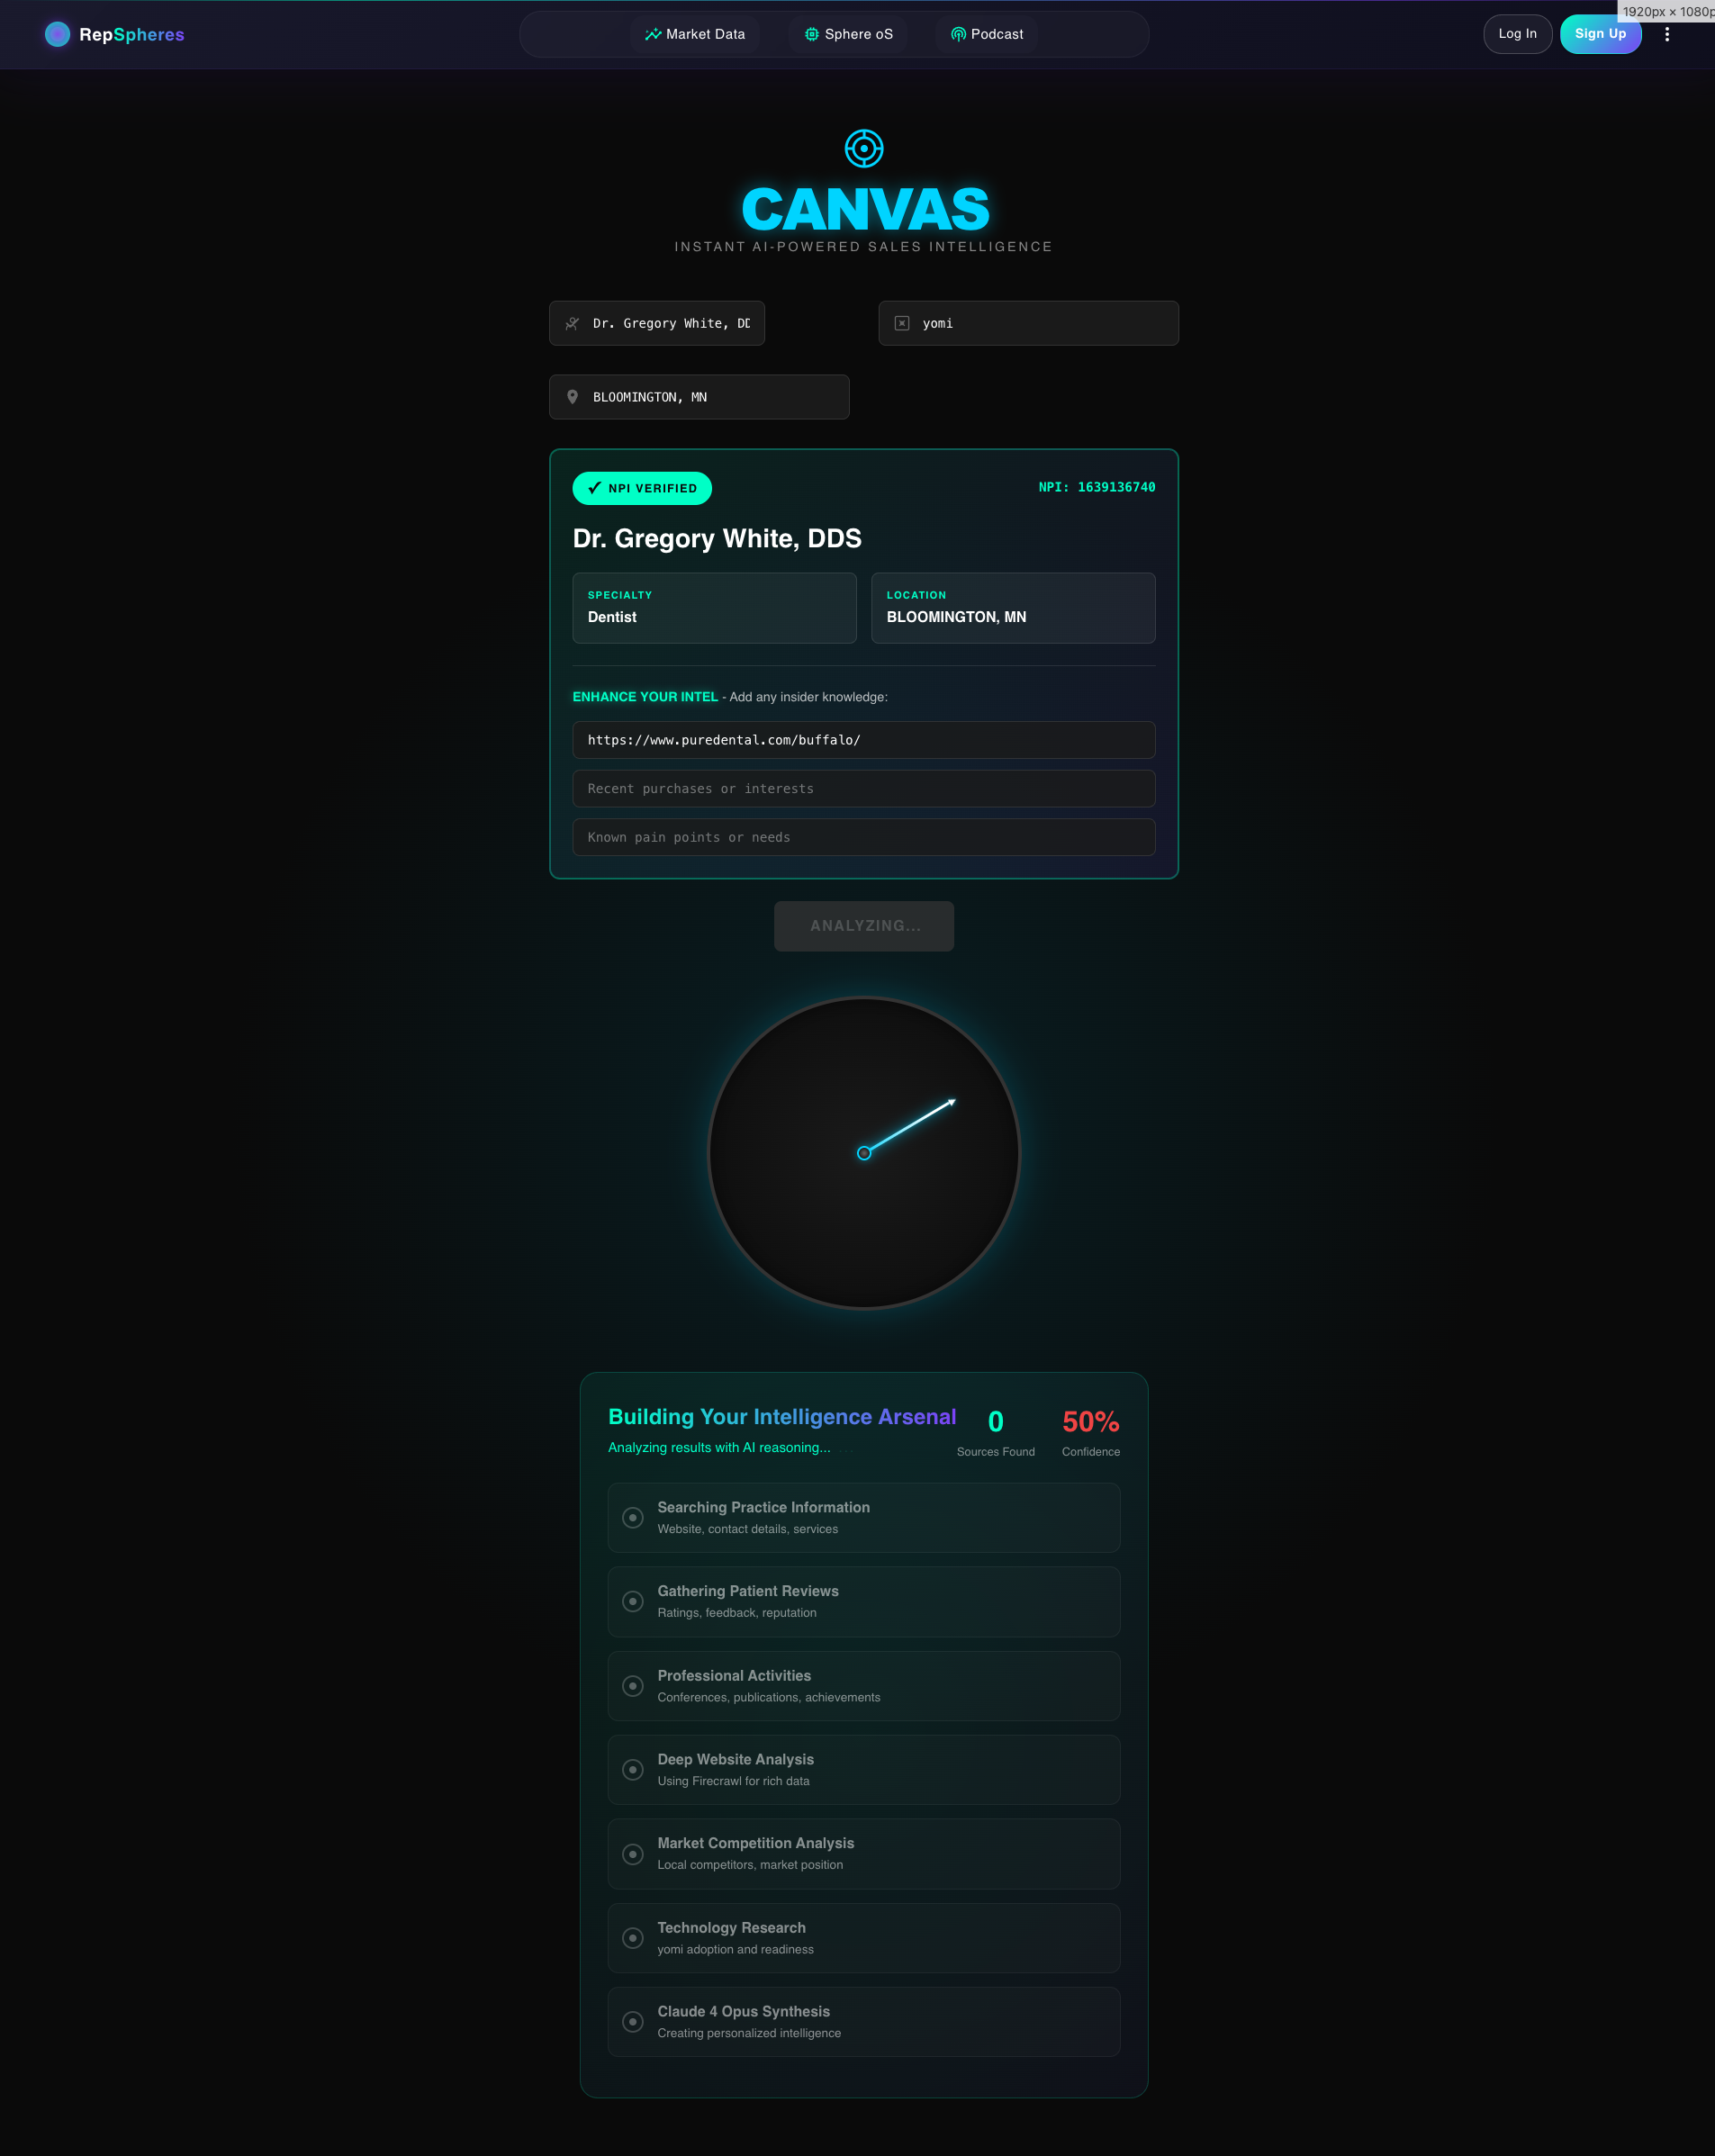 RepSpheres
Market Data
Sphere oS
Podcast
Log In
Sign Up
1920px × 1080p
CANVAS
INSTANT AI-POWERED SALES INTELLIGENCE
Dr. Gregory White, DD
yomi
BLOOMINGTON, MN
NPI VERIFIED
NPI: 1639136740
Dr. Gregory White, DDS
SPECIALTY
Dentist
LOCATION
BLOOMINGTON, MN
ENHANCE YOUR INTEL - Add any insider knowledge:
https://www.puredental.com/buffalo/
Recent purchases or interests
Known pain points or needs
ANALYZING...
Building Your Intelligence Arsenal
Analyzing results with AI reasoning...
0
Sources Found
50%
Confidence
Searching Practice Information
Website, contact details, services
Gathering Patient Reviews
Ratings, feedback, reputation
Professional Activities
Conferences, publications, achievements
Deep Website Analysis
Using Firecrawl for rich data
Market Competition Analysis
Local competitors, market position
Technology Research
yomi adoption and readiness
Claude 4 Opus Synthesis
Creating personalized intelligence